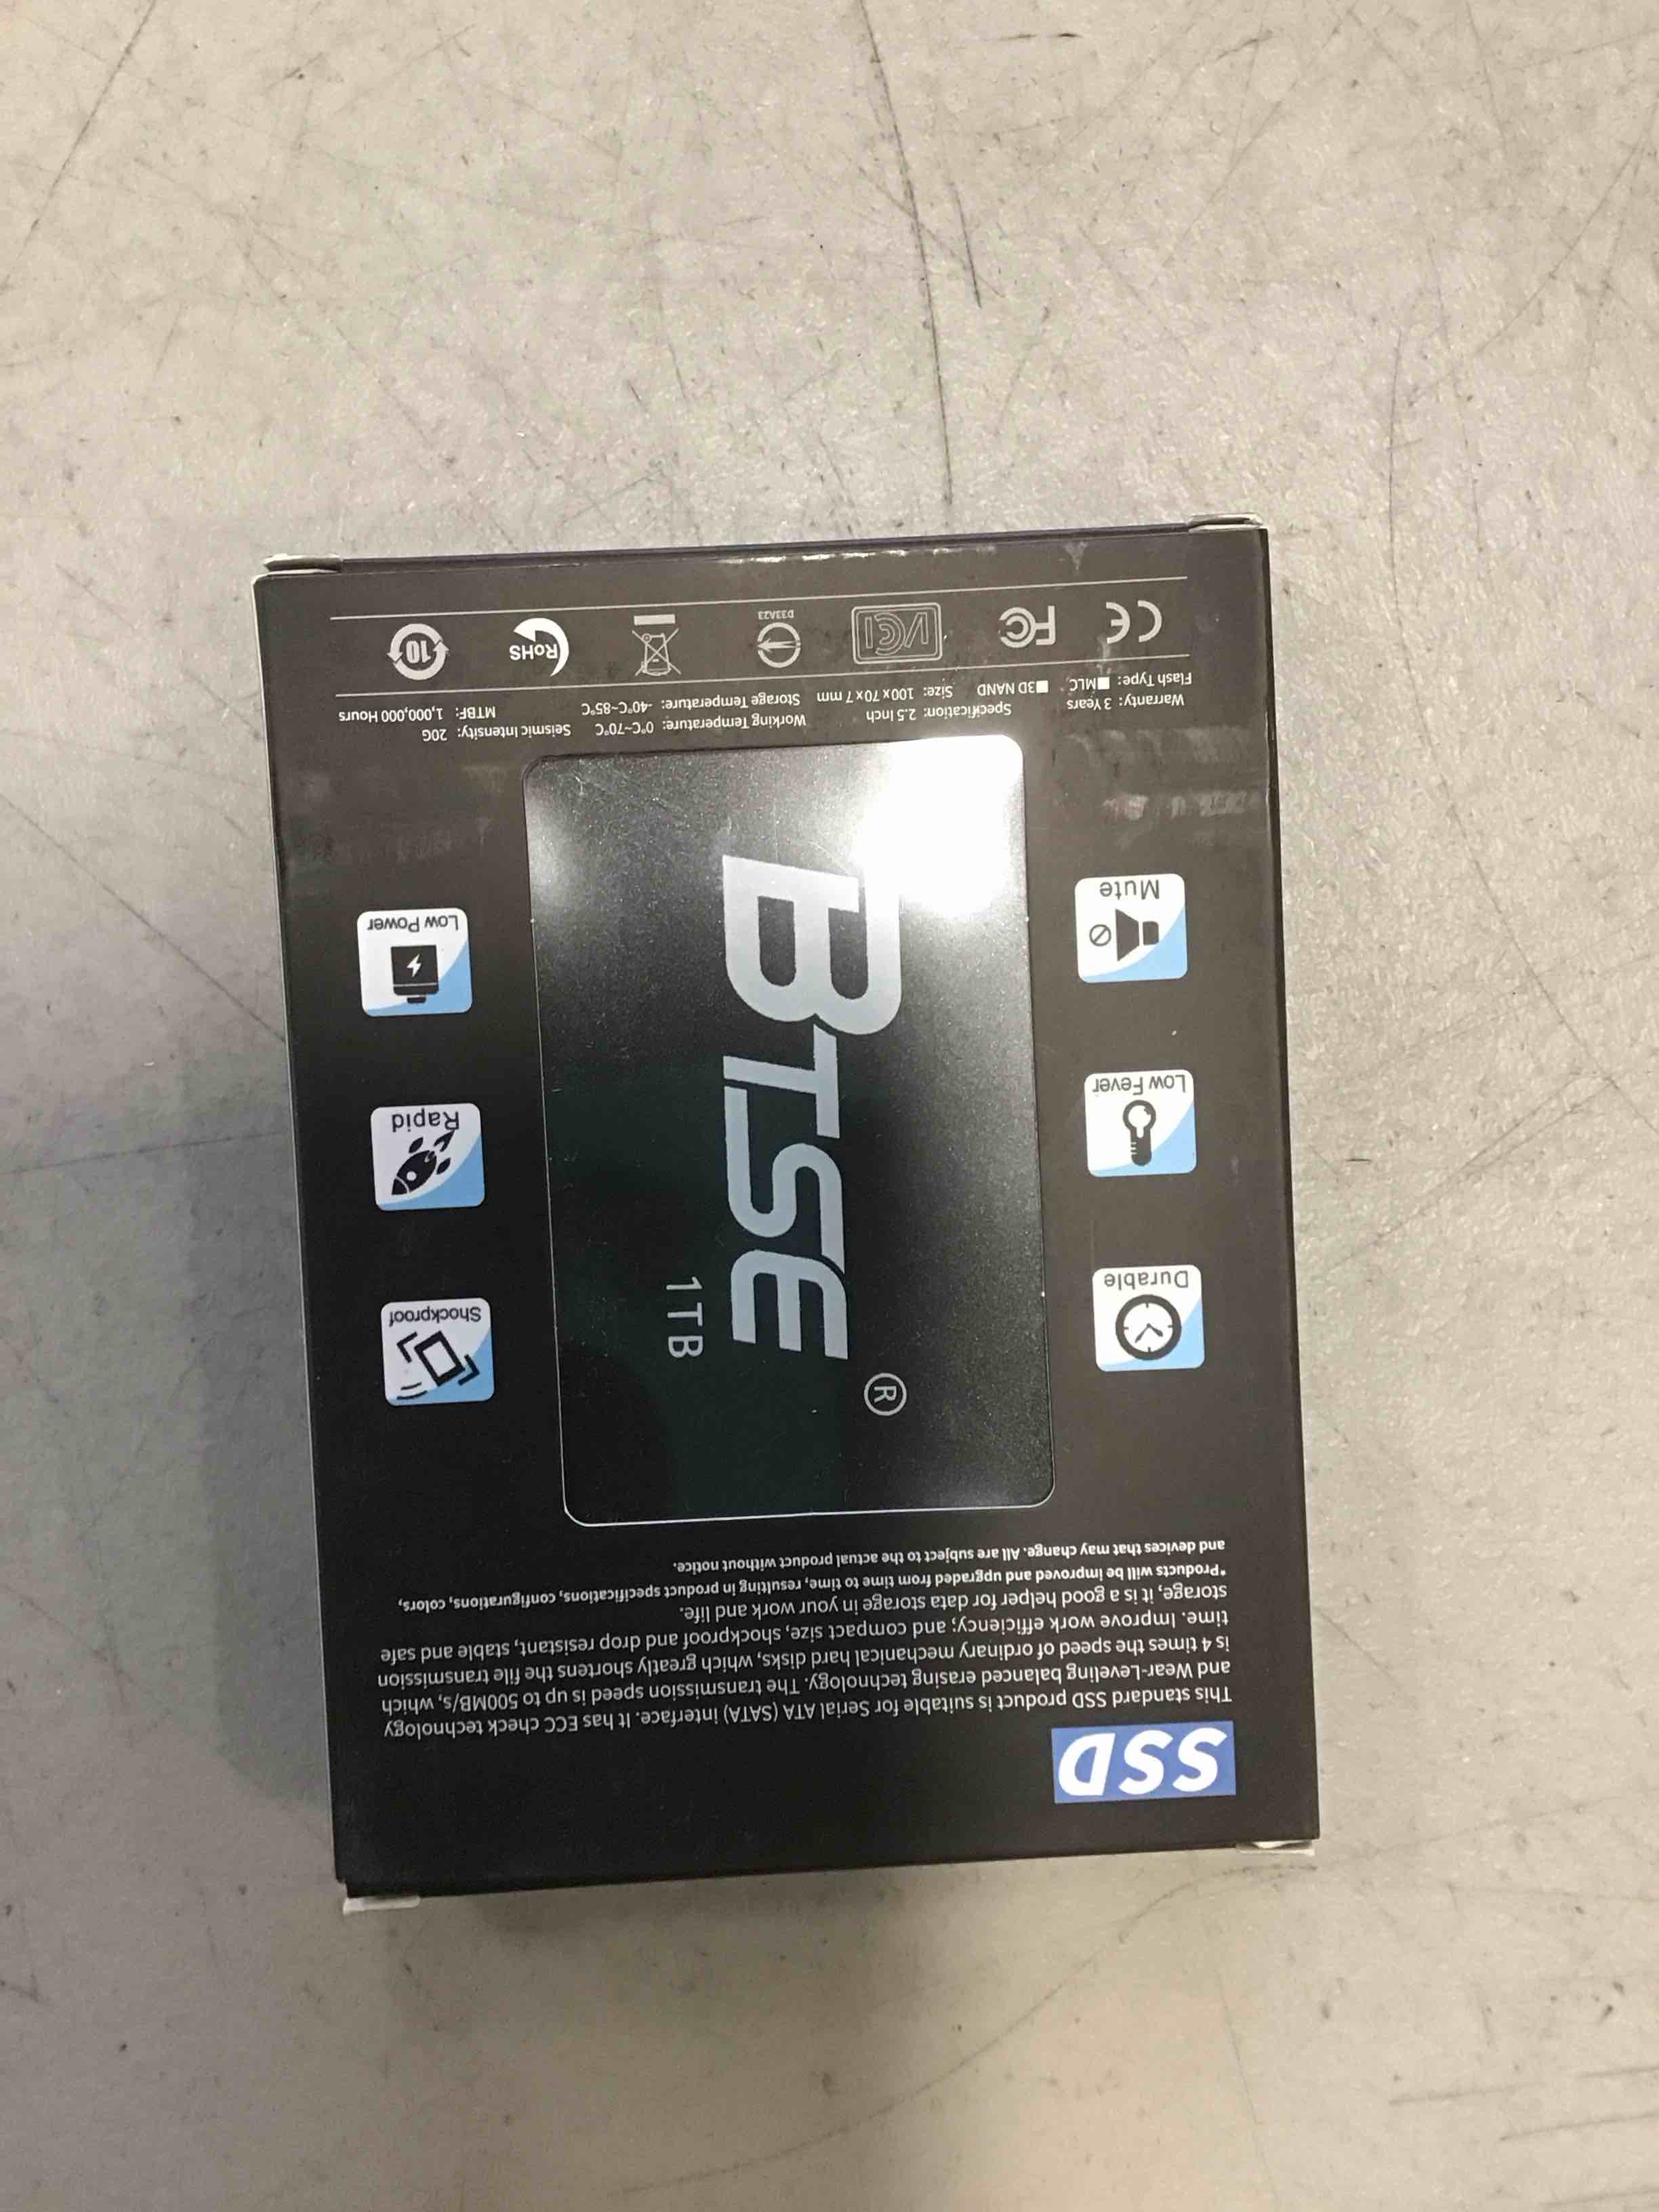 SSD
This standard SSD product is suitable for Serial ATA (SATA) interface. It has ECC check technology
and Wear-Leveling balanced erasing technology. The transmission speed is up to 500MB/s, which
is 4 times the speed of ordinary mechanical hard disks, which greatly shortens the file transmission
time. Improve work efficiency; and compact size, shockproof and drop resistant, stable and safe
storage, it is a good helper for data storage in your work and life.
*Products will be improved and upgraded from time to time, resulting in product specifications, configurations, colors,
and devices that may change. All are subject to the actual product without notice.
Durable
Low Fever
Mute
BTSE®
1TB
Shockproof
Rapid
Low Power
Warranty: 3 Years
Specification: 2.5 Inch
Working Temperature: 0°C~70°C
Seismic Intensity: 20G
Flash Type: ■MLC ■3D NAND
Size: 100x70x7 mm
Storage Temperature: -40°C~85°C
MTBF: 1,000,000 Hours
CE
FC
VCI
D33A23
RoHS
10